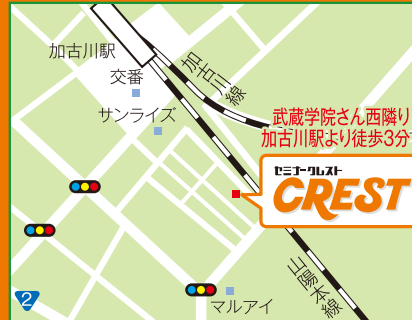 加古川駅
交番
サンライズ
加古川線
武蔵学院さん西隣り
加古川駅より徒歩3分
セミナークレスト
CREST
山陽本線
2
マルアイ